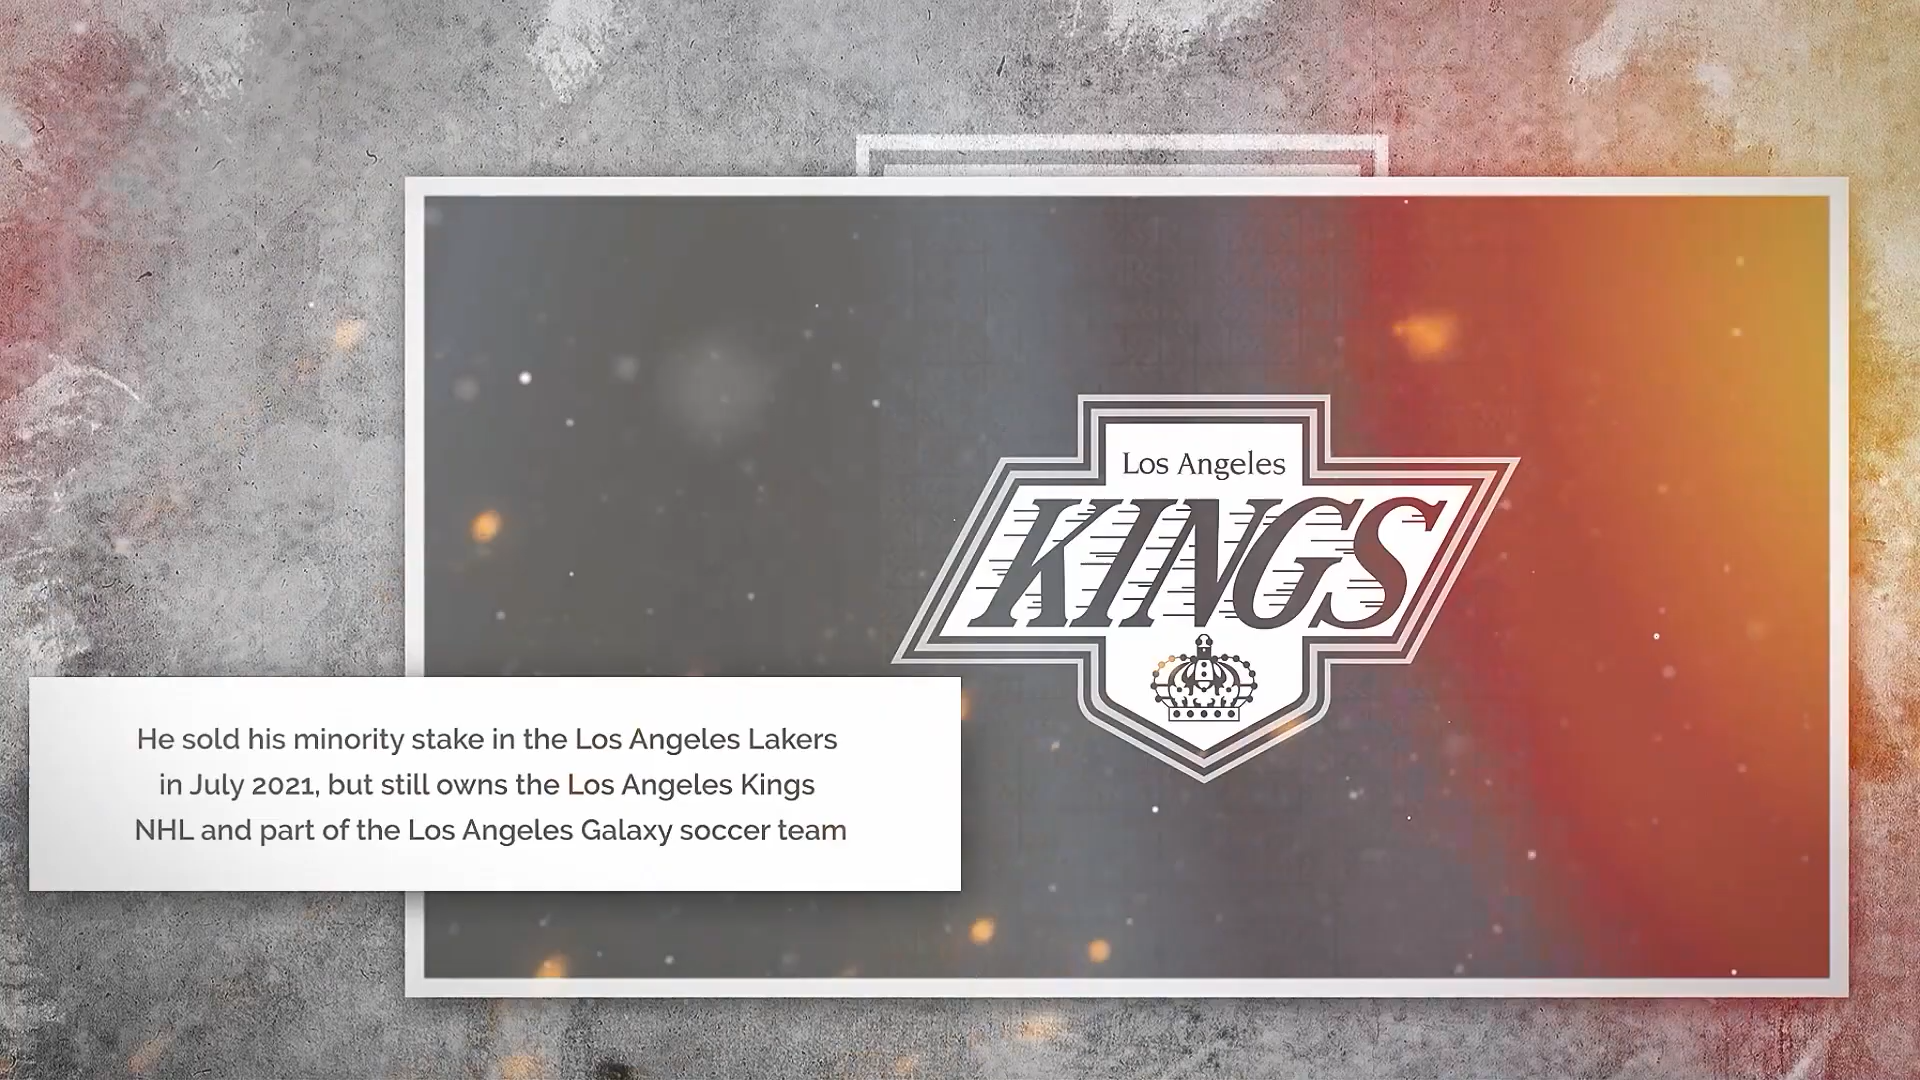 Los Angeles
KINGS
He sold his minority stake in the Los Angeles Lakers
in July 2021, but still owns the Los Angeles Kings
NHL and part of the Los Angeles Galaxy soccer team